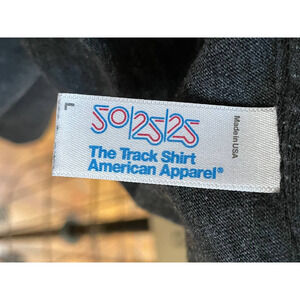 L
50/25/25
The Track Shirt
American Apparel®
Made in USA